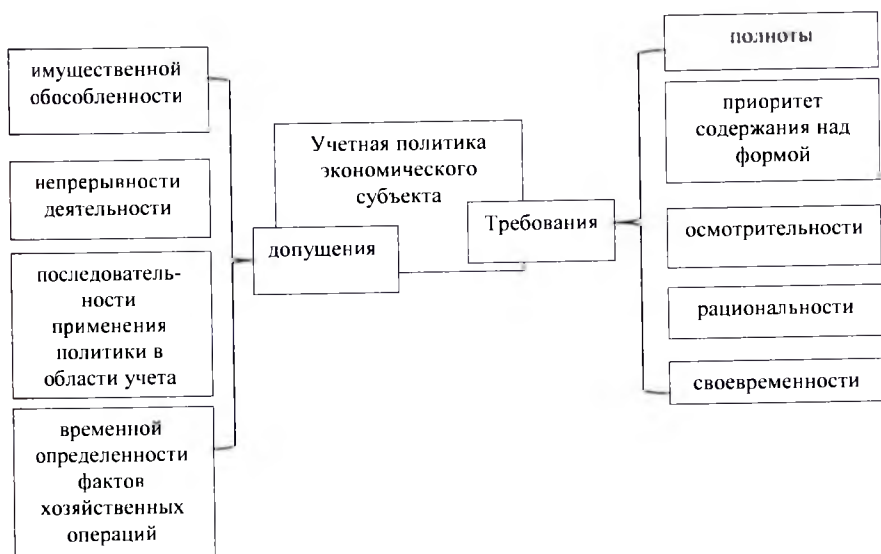 имущественной
обособленности
непрерывности
деятельности
последователь-
ности
применения
политики в
области учета
временной
определенности
фактов
хозяйственных
операций
Учетная политика
экономического
субъекта
допущения
Требования
полноты
приоритет
содержания над
формой
осмотрительности
рациональности
своевременности